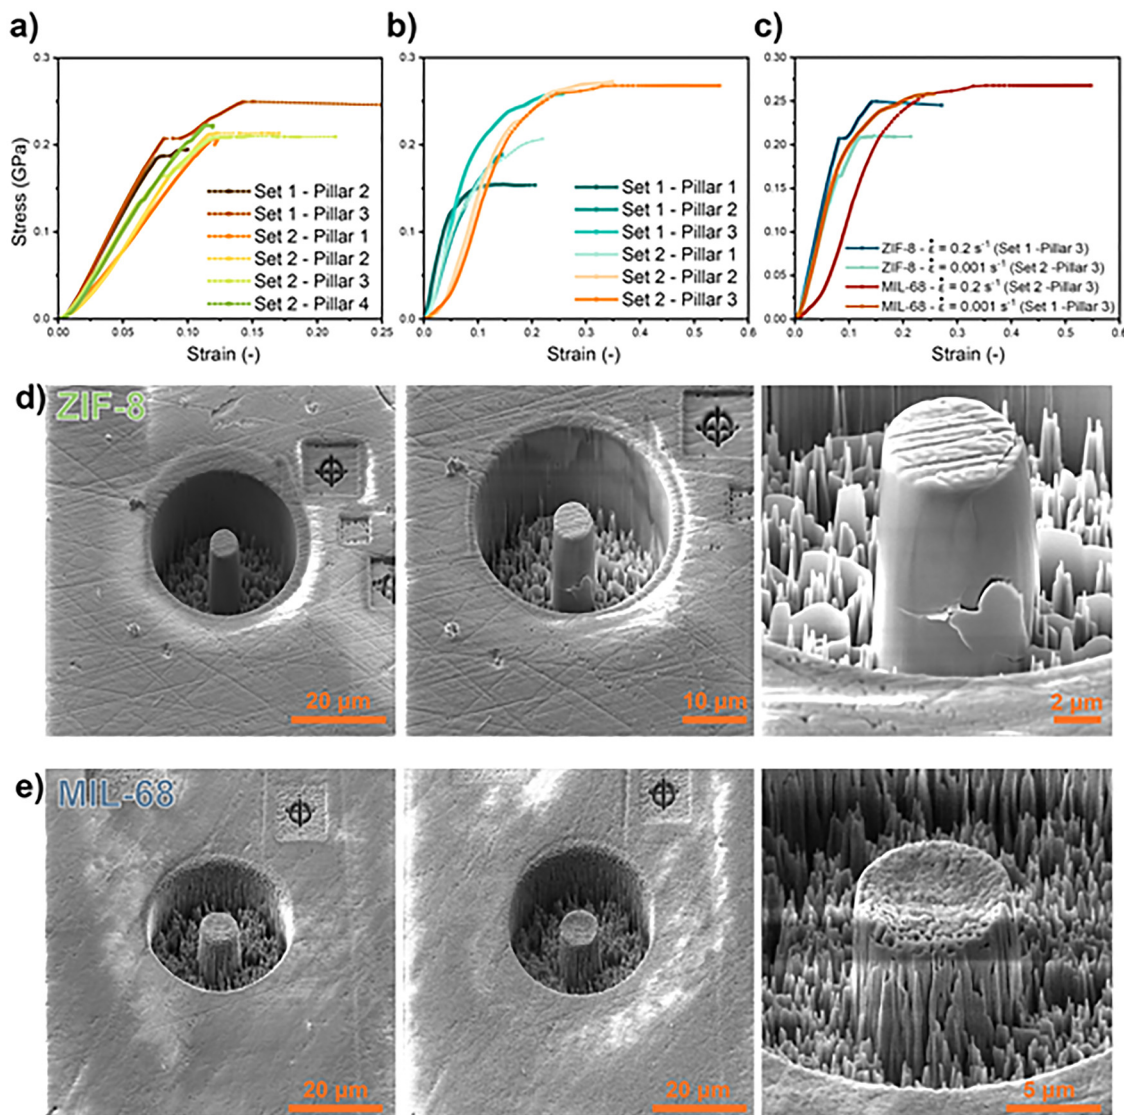 a)
b)
c)
Stress (GPa)
0.3
0.2
0.1
0.0
0.00 0.05 0.10 0.15 0.20 0.25
Strain (-)
Set 1 - Pillar 2
Set 1 - Pillar 3
Set 2 - Pillar 1
Set 2 - Pillar 2
Set 2 - Pillar 3
Set 2 - Pillar 4
0.3
0.2
0.1
0.0
0.0 0.1 0.2 0.3 0.4 0.5 0.6
Strain (-)
Set 1 - Pillar 1
Set 1 - Pillar 2
Set 1 - Pillar 3
Set 2 - Pillar 1
Set 2 - Pillar 2
Set 2 - Pillar 3
0.30
0.25
0.20
0.15
0.10
0.05
0.00
0.0 0.1 0.2 0.3 0.4 0.5 0.6
Strain (-)
ZIF-8 - ε̇ = 0.2 s⁻¹ (Set 1 -Pillar 3)
ZIF-8 - ε̇ = 0.001 s⁻¹ (Set 2 -Pillar 3)
MIL-68 - ε̇ = 0.2 s⁻¹ (Set 2 -Pillar 3)
MIL-68 - ε̇ = 0.001 s⁻¹ (Set 1 -Pillar 3)
d)
ZIF-8
20 μm
10 μm
2 μm
e)
MIL-68
20 μm
20 μm
5 μm